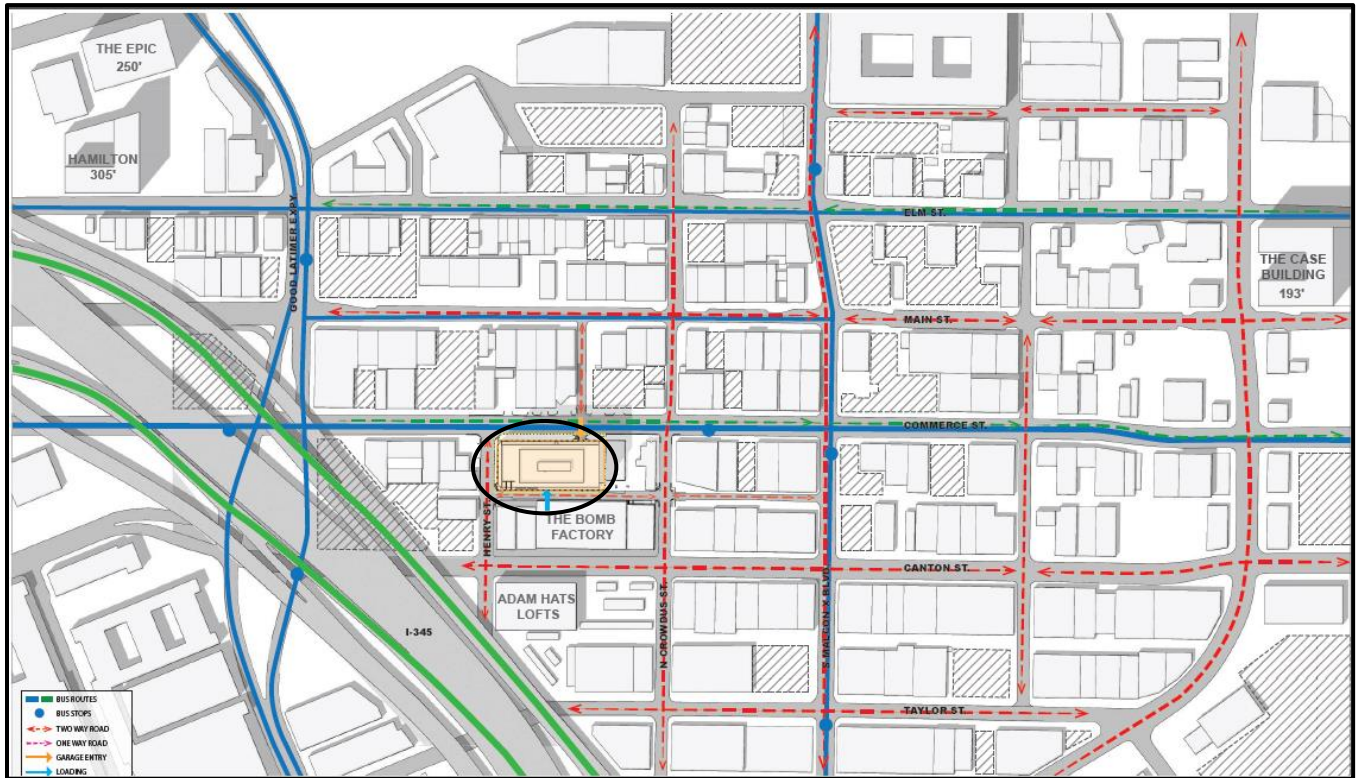 THE EPIC
250'
HAMILTON
305'
GOOD LATIMER EXPY
ELM ST.
THE CASE
BUILDING
193'
MAIN ST.
COMMERCE ST.
HENRY ST.
THE BOMB
FACTORY
CANTON ST.
ADAM HATS
LOFTS
N CROWDUS ST.
S MALCON X BLVD.
I-345
TAYLOR ST.
BUS ROUTES
BUS STOPS
TWO WAY ROAD
ONE WAY ROAD
GARAGE ENTRY
LOADING